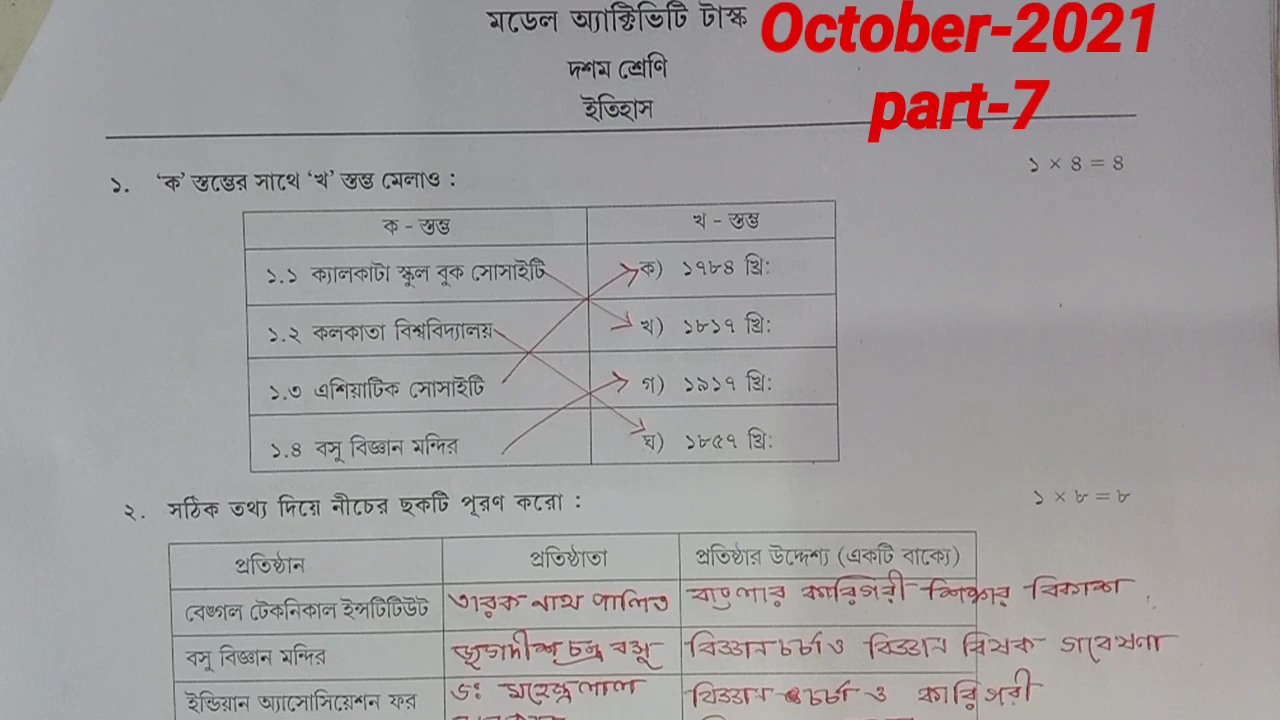 মডেল অ্যাক্টিভিটি টাস্ক
October-2021
দশম শ্রেণি
part-7
ইতিহাস
১. ‘ক’ স্তম্ভের সাথে ‘খ’ স্তম্ভ মেলাও :
১ × ৪ = ৪
ক – স্তম্ভ খ – স্তম্ভ
১.১ ক্যালকাটা স্কুল বুক সোসাইটি ক) ১৭৮৪ খ্রি:
১.২ কলকাতা বিশ্ববিদ্যালয় খ) ১৮১৭ খ্রি:
১.৩ এশিয়াটিক সোসাইটি গ) ১৯১৭ খ্রি:
১.৪ বসু বিজ্ঞান মন্দির ঘ) ১৮৫৭ খ্রি:
২. সঠিক তথ্য দিয়ে নীচের ছকটি পূরণ করো :
১ × ৮ = ৮
প্রতিষ্ঠান প্রতিষ্ঠাতা প্রতিষ্ঠার উদ্দেশ্য (একটি বাক্যে)
বেঙ্গল টেকনিকাল ইন্সটিটিউট তারক নাথ পালিত বাংলার কারিগরী শিক্ষার বিকাশ
বসু বিজ্ঞান মন্দির জগদীশ চন্দ্র বসু বিজ্ঞান চর্চা ও বিজ্ঞান বিষয়ক গবেষণা
ইন্ডিয়ান অ্যাসোসিয়েশন ফর ডঃ মহেন্দ্র লাল বিজ্ঞান চর্চা ও কারিগরী